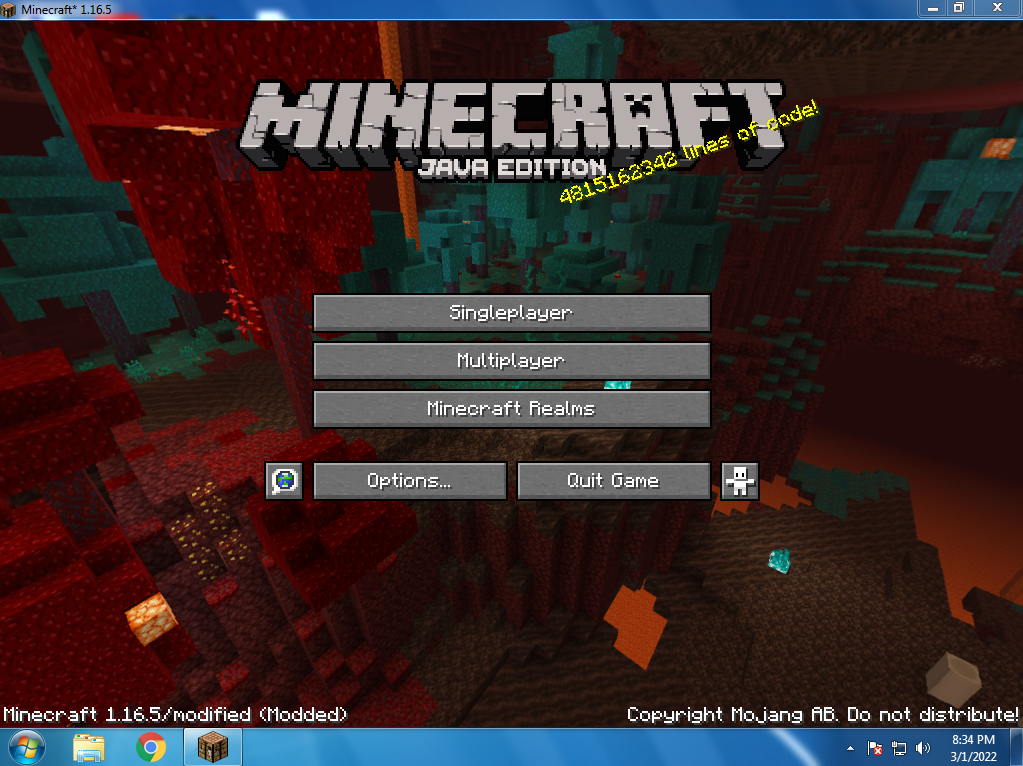 Minecraft* 1.16.5
MINECRAFT
JAVA EDITION
4815162342 lines of code!
Singleplayer
Multiplayer
Minecraft Realms
Options...
Quit Game
Minecraft 1.16.5/modified (Modded)
Copyright Mojang AB. Do not distribute!
8:34 PM
3/1/2022